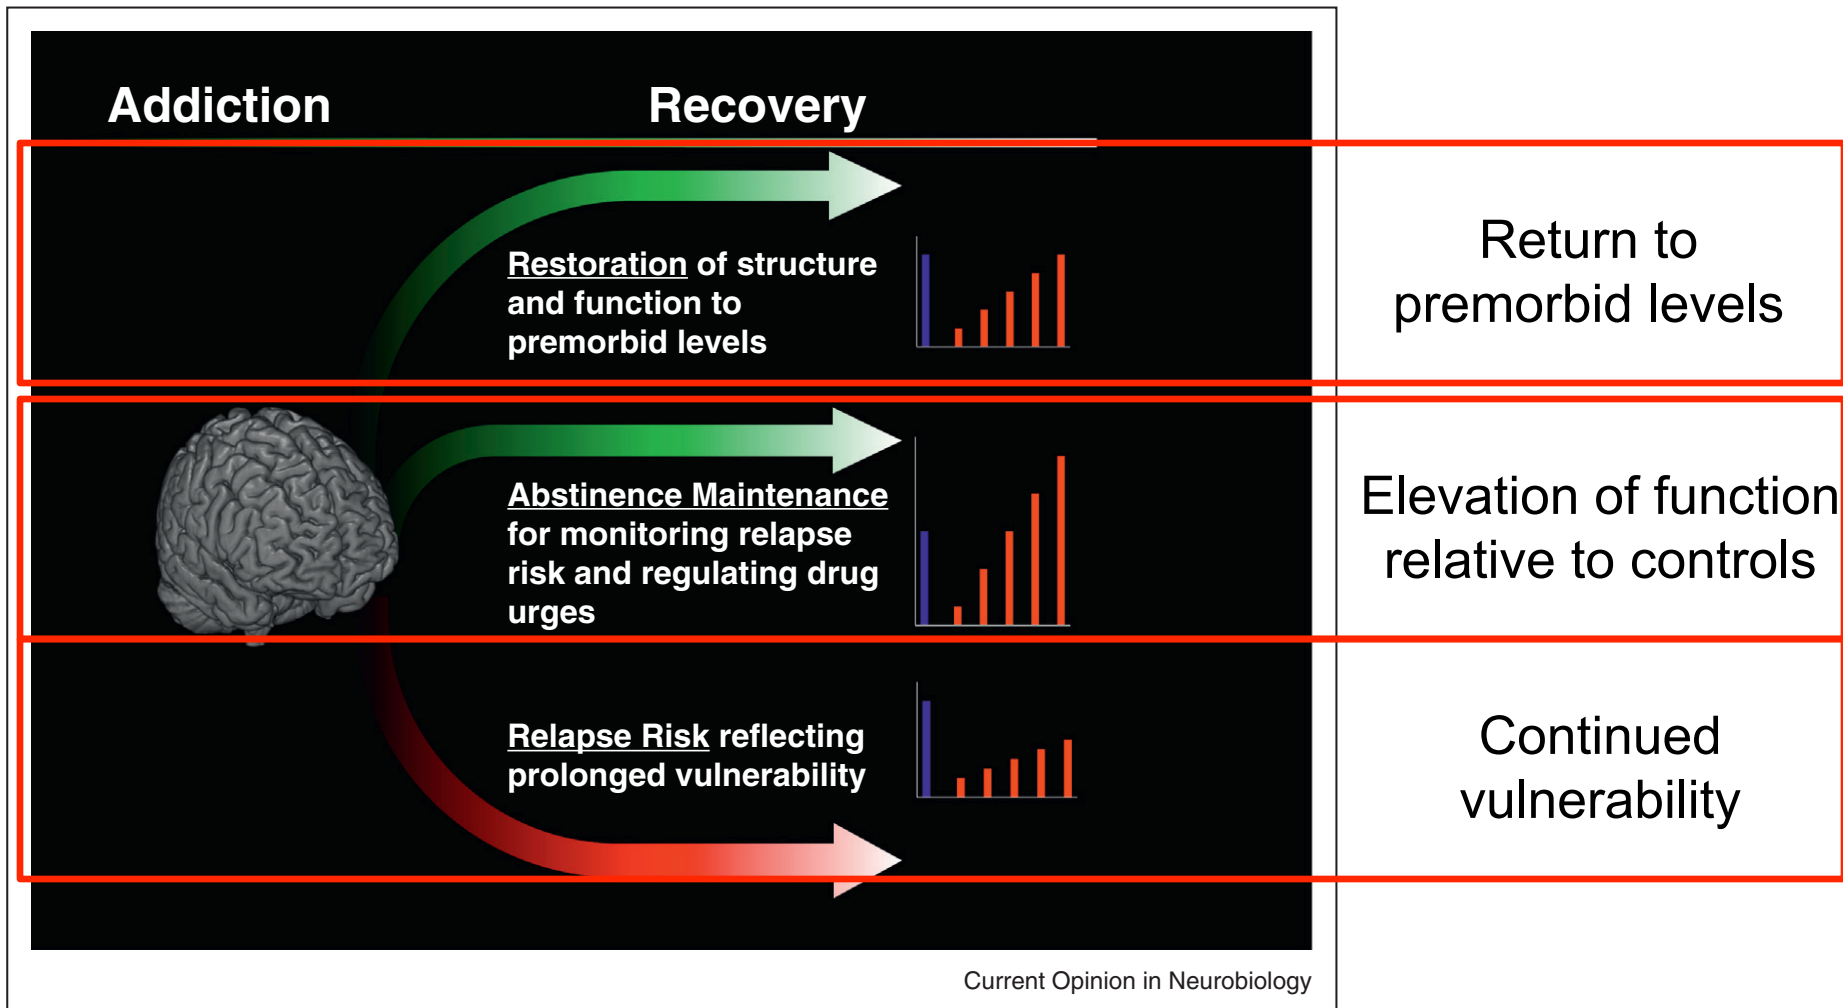 Addiction
Recovery
Restoration of structure
and function to
premorbid levels
Return to
premorbid levels
Abstinence Maintenance
for monitoring relapse
risk and regulating drug
urges
Elevation of function
relative to controls
Relapse Risk reflecting
prolonged vulnerability
Continued
vulnerability
Current Opinion in Neurobiology